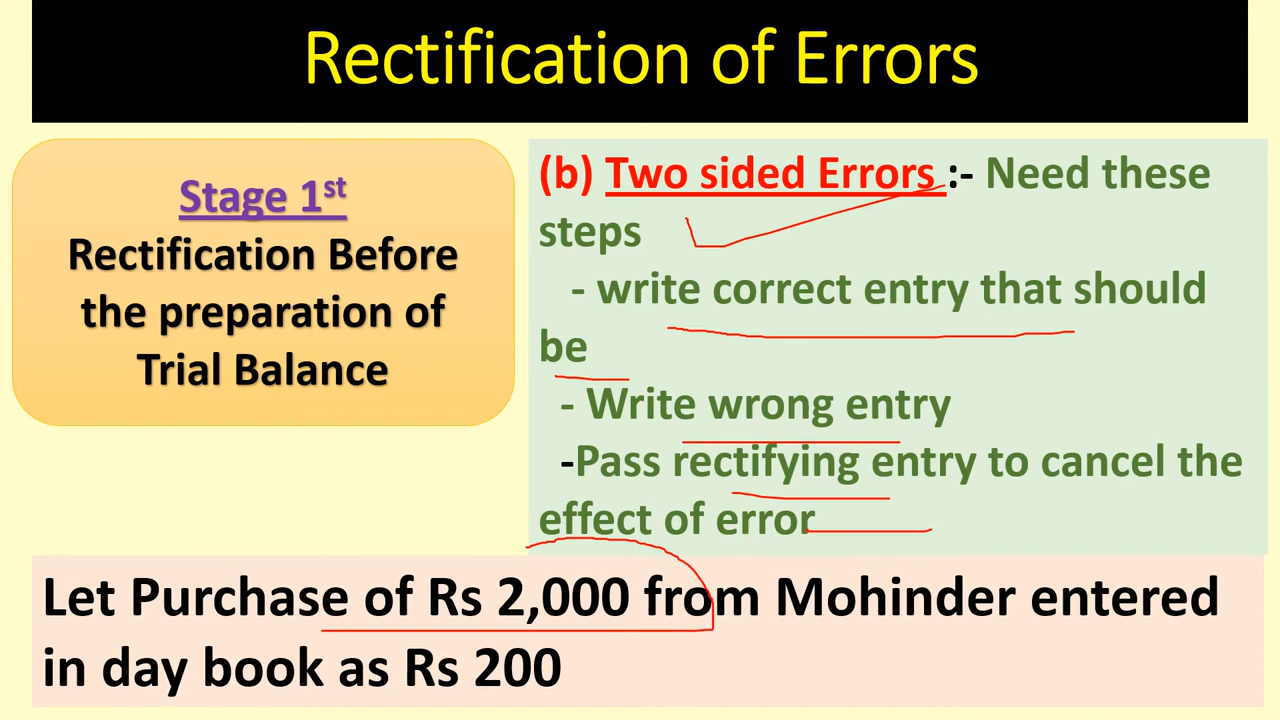 Rectification of Errors
Stage 1st
Rectification Before
the preparation of
Trial Balance
(b) Two sided Errors :- Need these
steps
- write correct entry that should
be
- Write wrong entry
-Pass rectifying entry to cancel the
effect of error
Let Purchase of Rs 2,000 from Mohinder entered
in day book as Rs 200